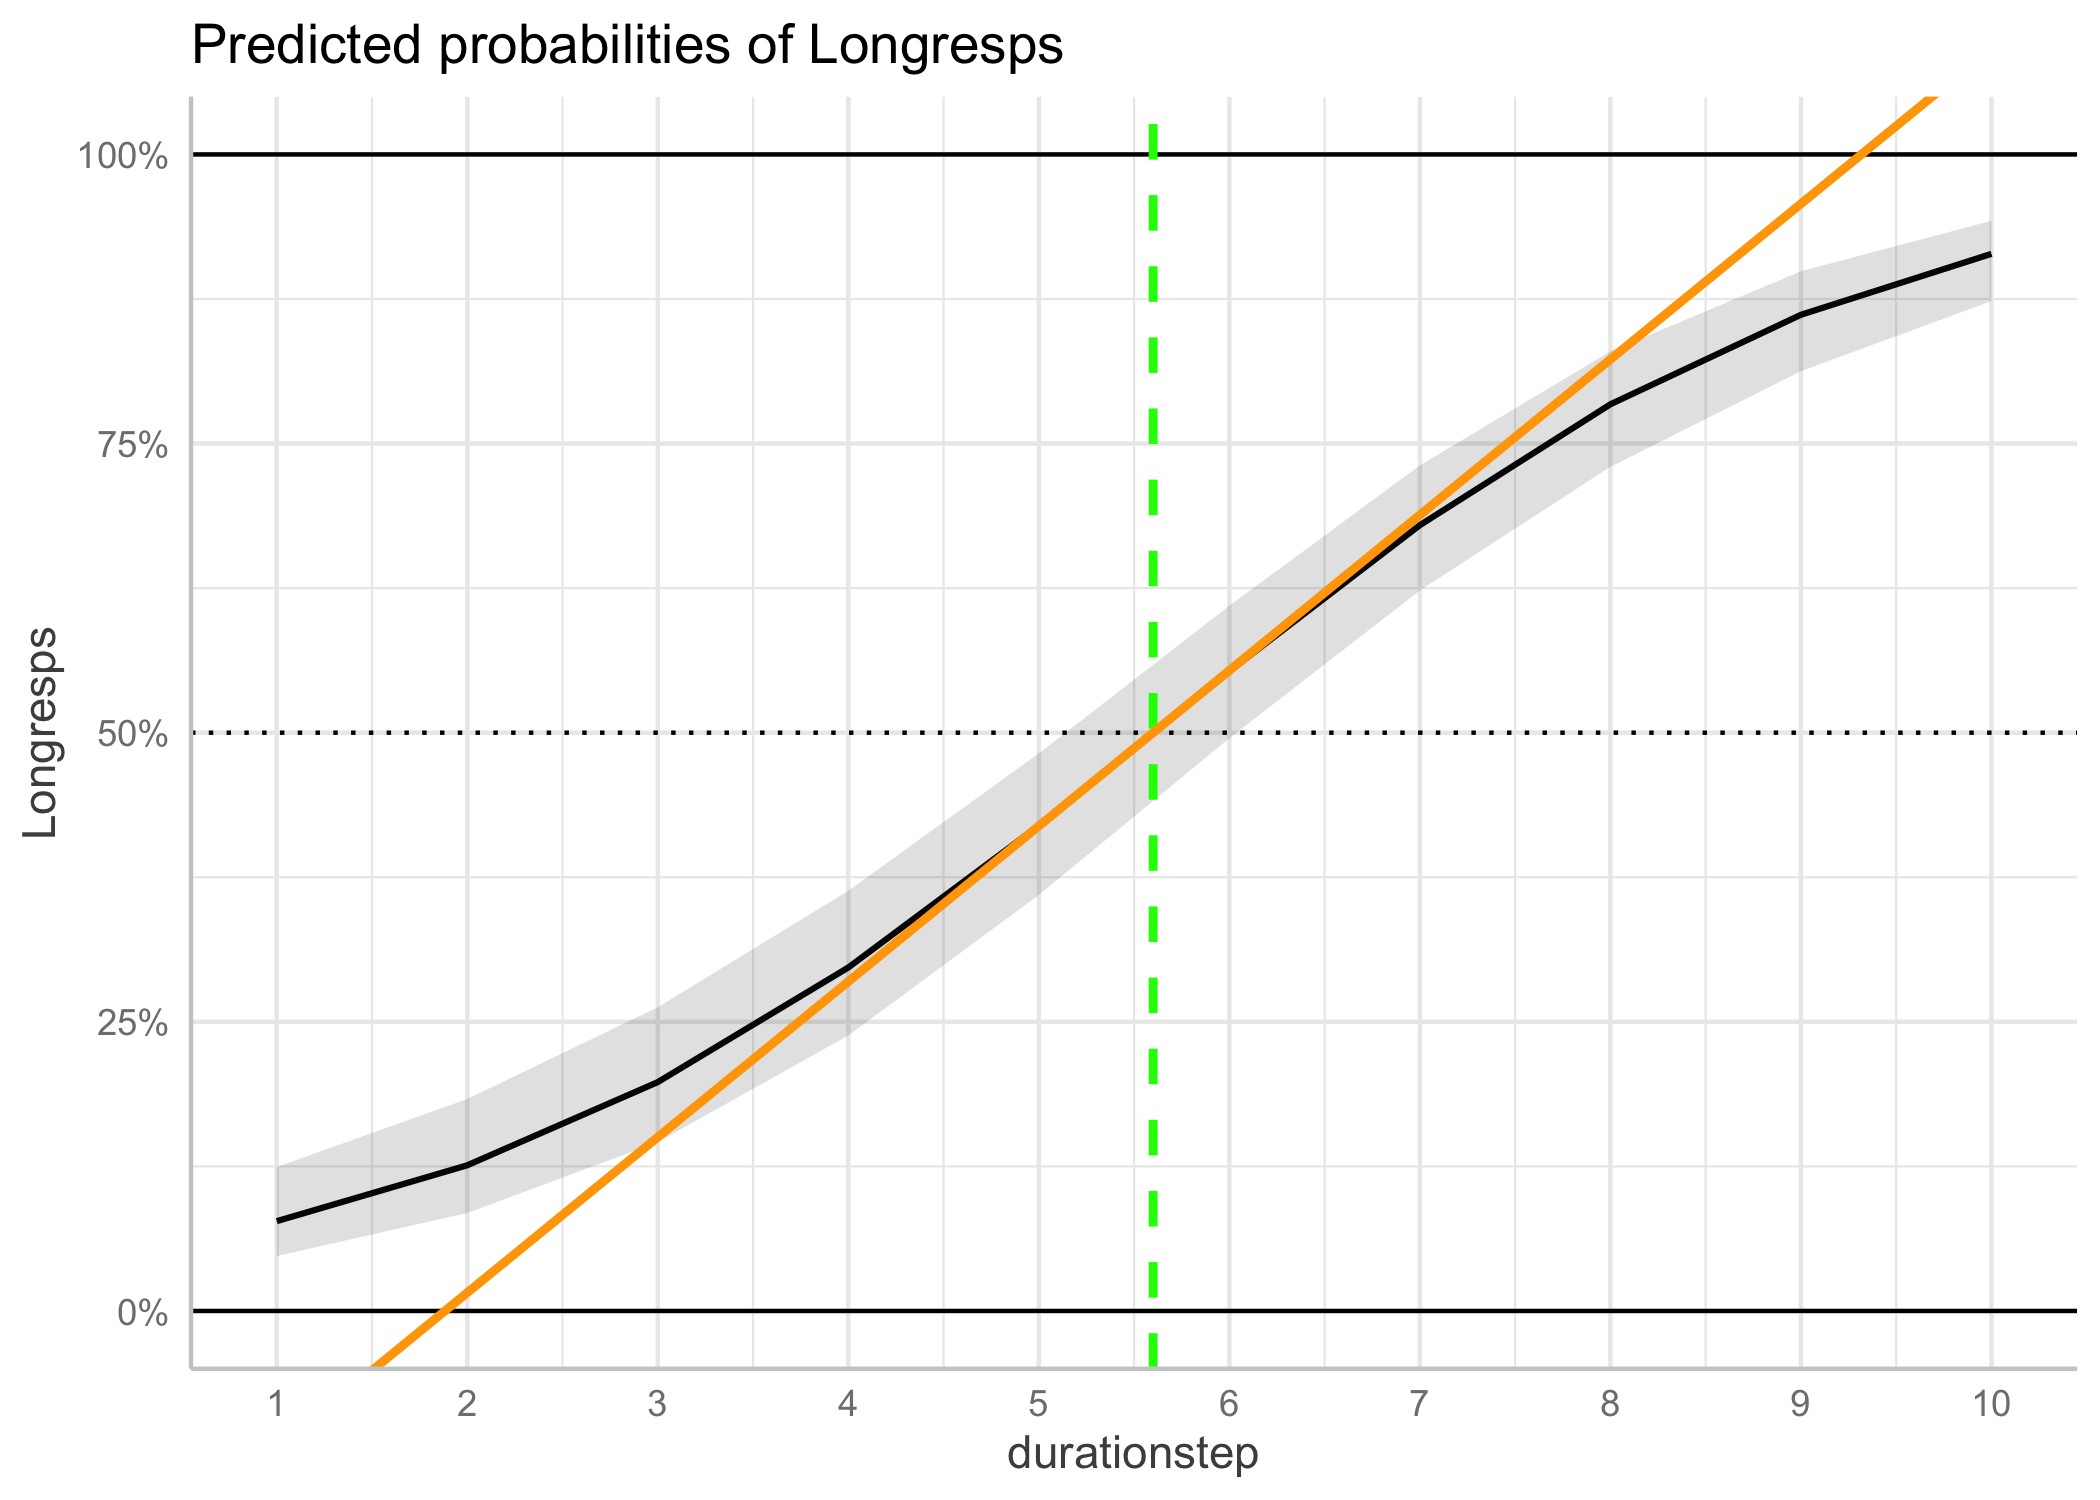 Predicted probabilities of Longresps
100%
75%
50%
25%
0%
Longresps
1 2 3 4 5 6 7 8 9 10
durationstep